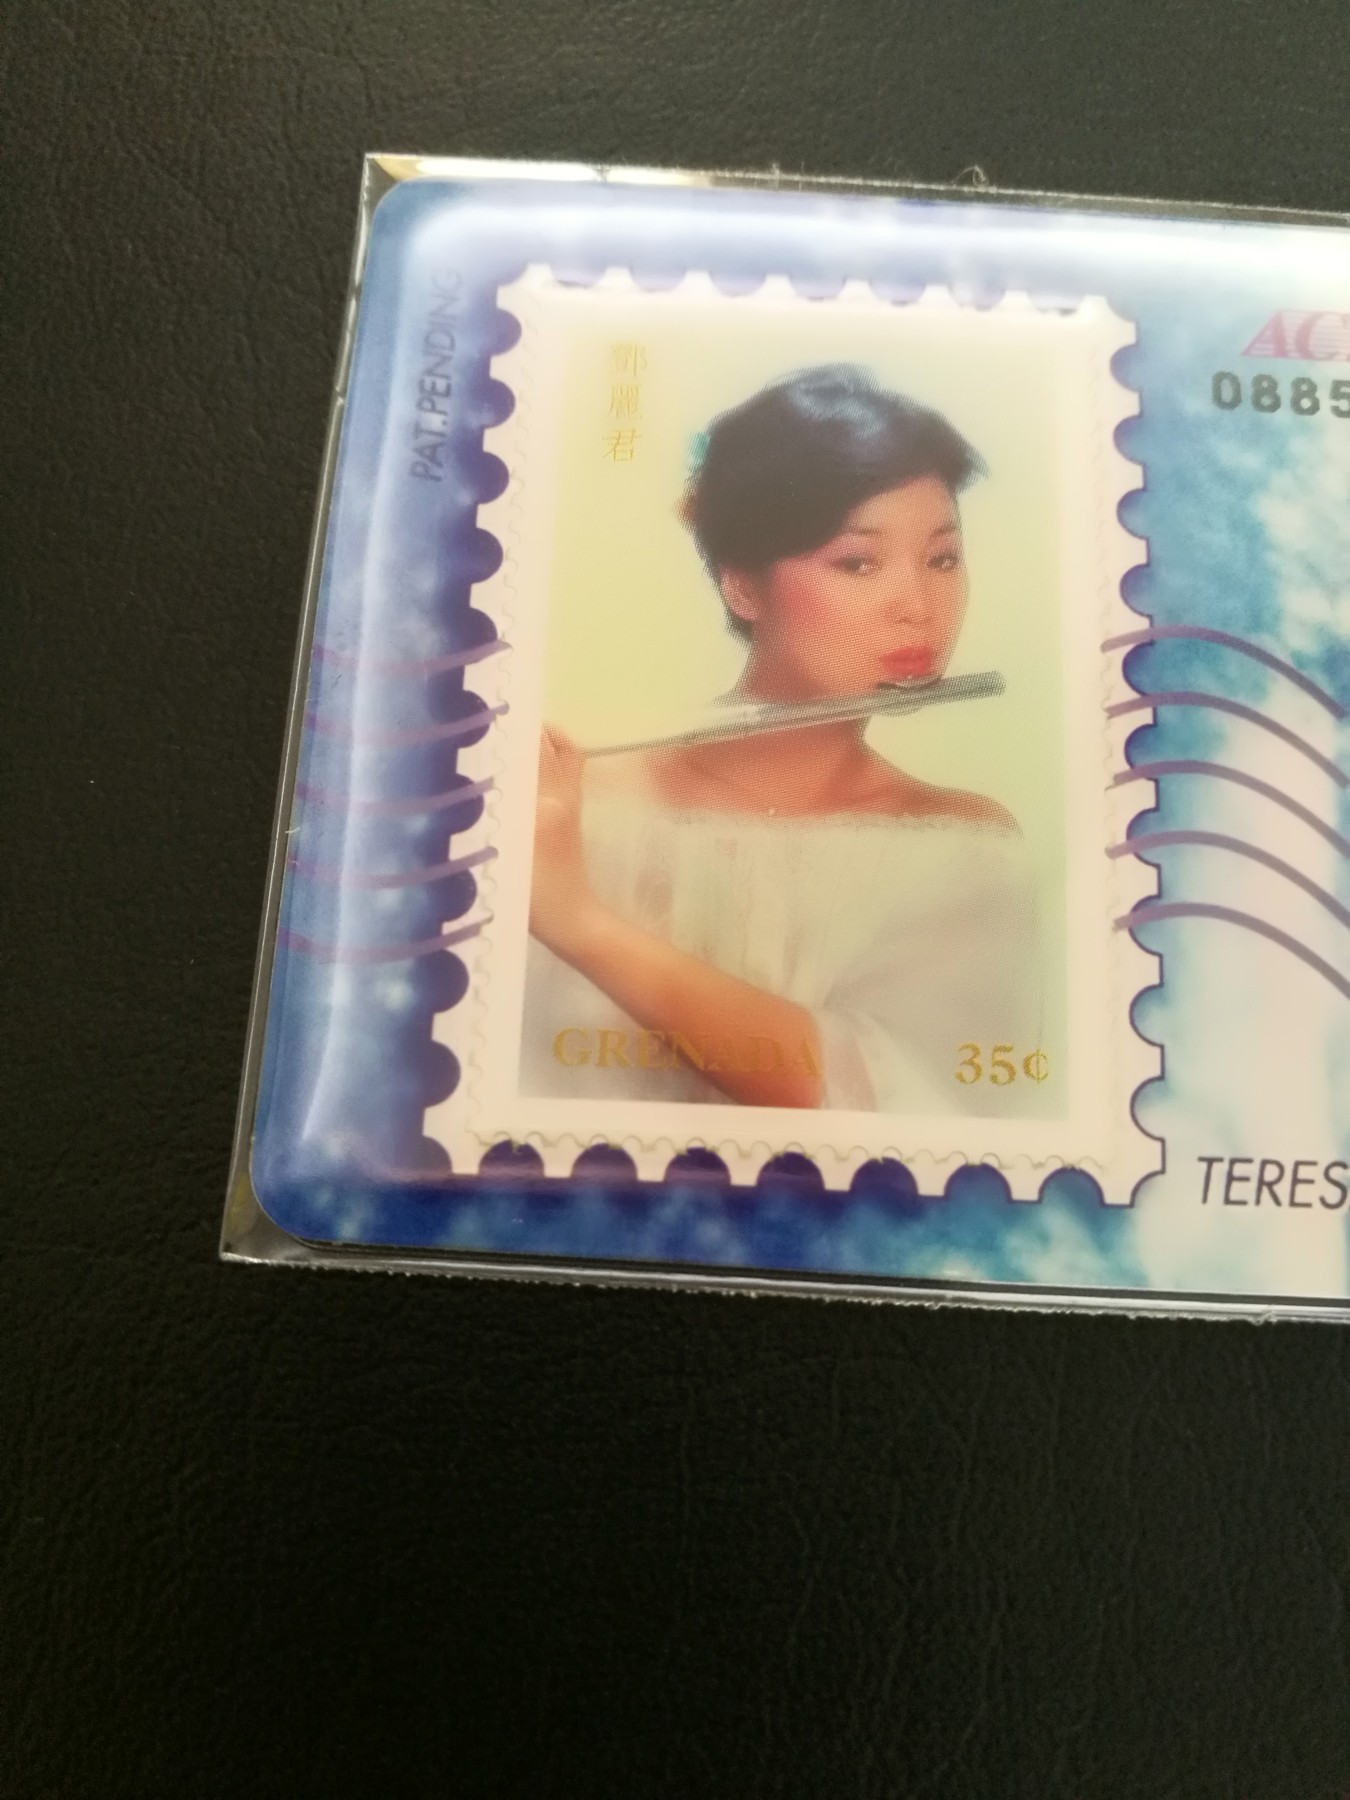 PAT.PENDING
鄧麗君
GRENADA
35¢
AC
0885
TERES